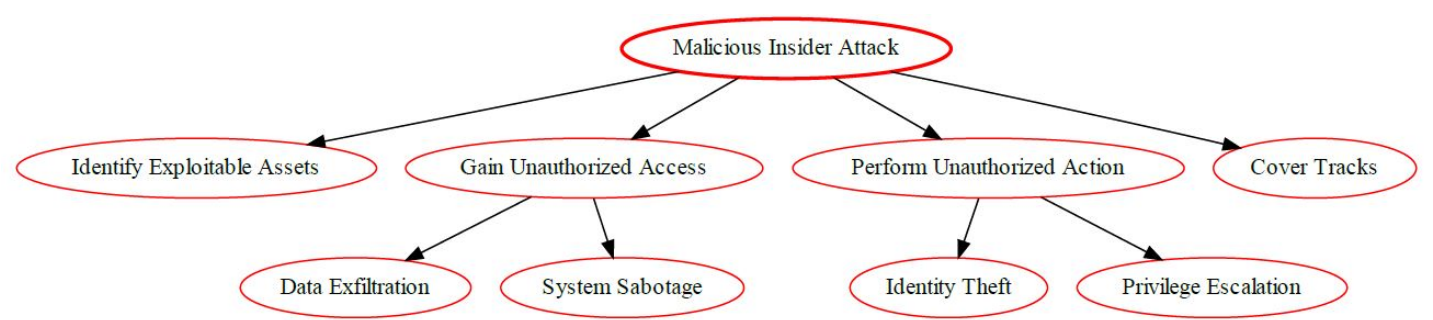 Malicious Insider Attack
Identify Exploitable Assets
Gain Unauthorized Access
Perform Unauthorized Action
Cover Tracks
Data Exfiltration
System Sabotage
Identity Theft
Privilege Escalation